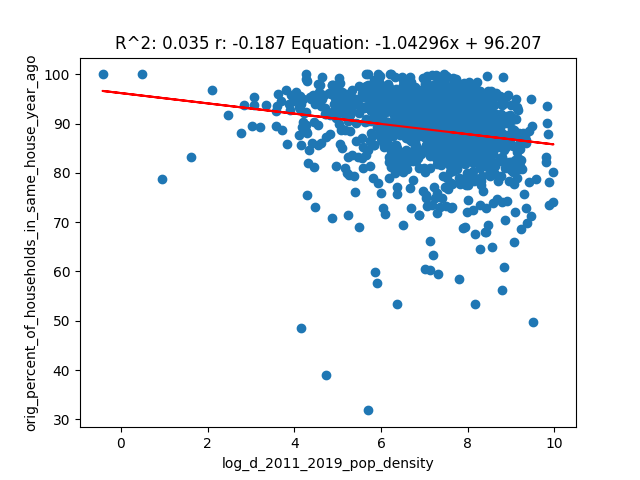 R^2: 0.035 r: -0.187 Equation: -1.04296x + 96.207
orig_percent_of_households_in_same_house_year_ago
100
90
80
70
60
50
40
30
0 2 4 6 8 10
log_d_2011_2019_pop_density